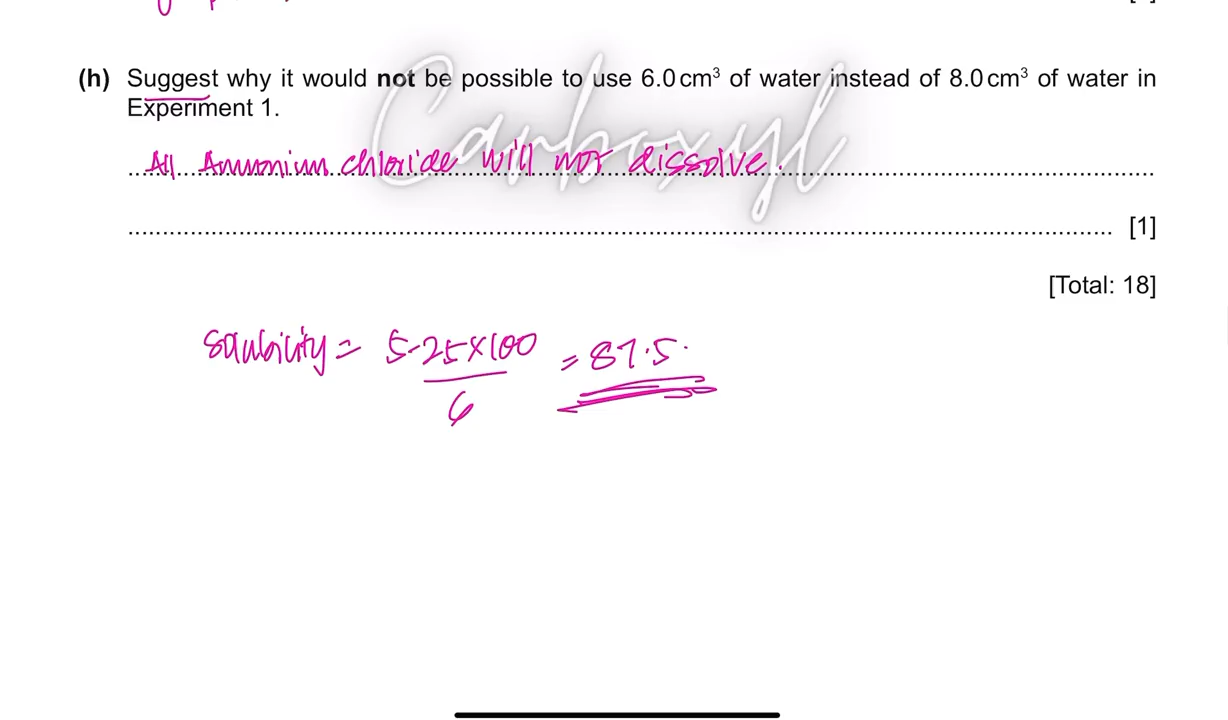 (h) Suggest why it would not be possible to use 6.0 cm³ of water instead of 8.0 cm³ of water in
Experiment 1.
Carboxyl
All Ammonium chloride will not dissolve.
[1]
[Total: 18]
Solubility = 5.25 × 100 / 6 = 87.5.